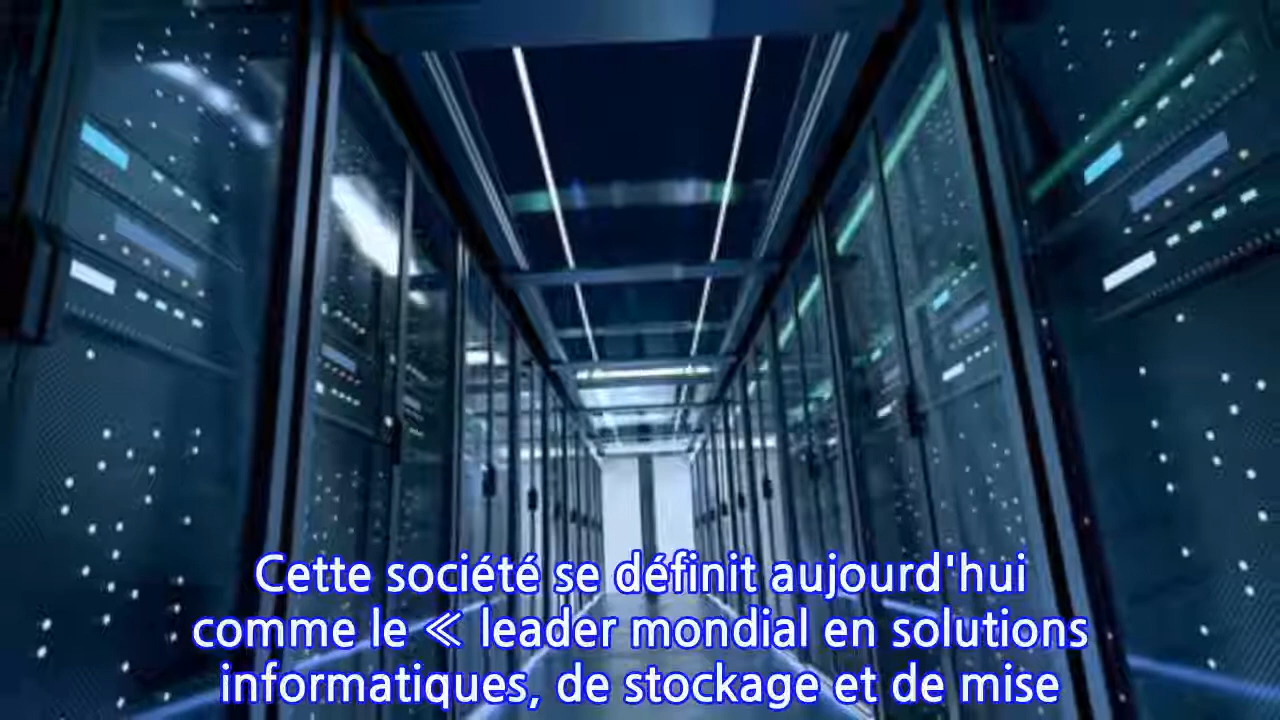 Cette société se définit aujourd'hui
comme le ≪ leader mondial en solutions
informatiques, de stockage et de mise